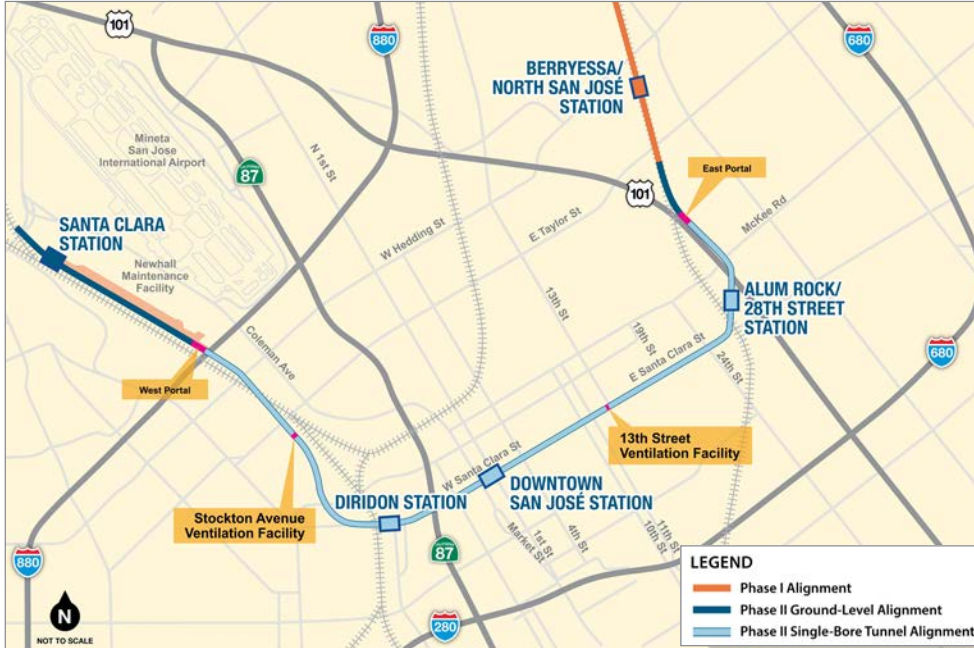 101
880
680
BERRYESSA/
NORTH SAN JOSÉ
STATION
Mineta
San Jose
International Airport
CALIFORNIA
87
N 1st St
East Portal
101
McKee Rd
SANTA CLARA
STATION
W Hedding St
E Taylor St
Newhall
Maintenance
Facility
ALUM ROCK/
28TH STREET
STATION
13th St
19th St
24th St
680
Coleman Ave
E Santa Clara St
West Portal
13th Street
Ventilation Facility
W Santa Clara St
DOWNTOWN
SAN JOSÉ STATION
DIRIDON STATION
Stockton Avenue
Ventilation Facility
Market St
1st St
4th St
10th St
11th St
CALIFORNIA
87
880
280
N
NOT TO SCALE
LEGEND
Phase I Alignment
Phase II Ground-Level Alignment
Phase II Single-Bore Tunnel Alignment